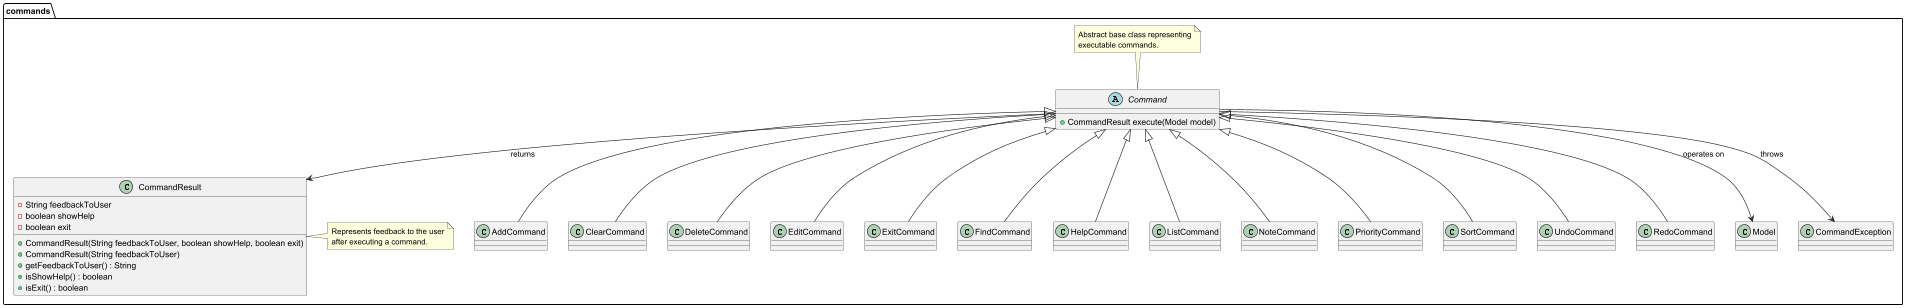 commands
Abstract base class representing
executable commands.
A Command
CommandResult execute(Model model)
returns
operates on
throws
C CommandResult
String feedbackToUser
boolean showHelp
boolean exit
CommandResult(String feedbackToUser, boolean showHelp, boolean exit)
CommandResult(String feedbackToUser)
getFeedbackToUser() : String
isShowHelp() : boolean
isExit() : boolean
Represents feedback to the user
after executing a command.
C AddCommand
C ClearCommand
C DeleteCommand
C EditCommand
C ExitCommand
C FindCommand
C HelpCommand
C ListCommand
C NoteCommand
C PriorityCommand
C SortCommand
C UndoCommand
C RedoCommand
C Model
C CommandException